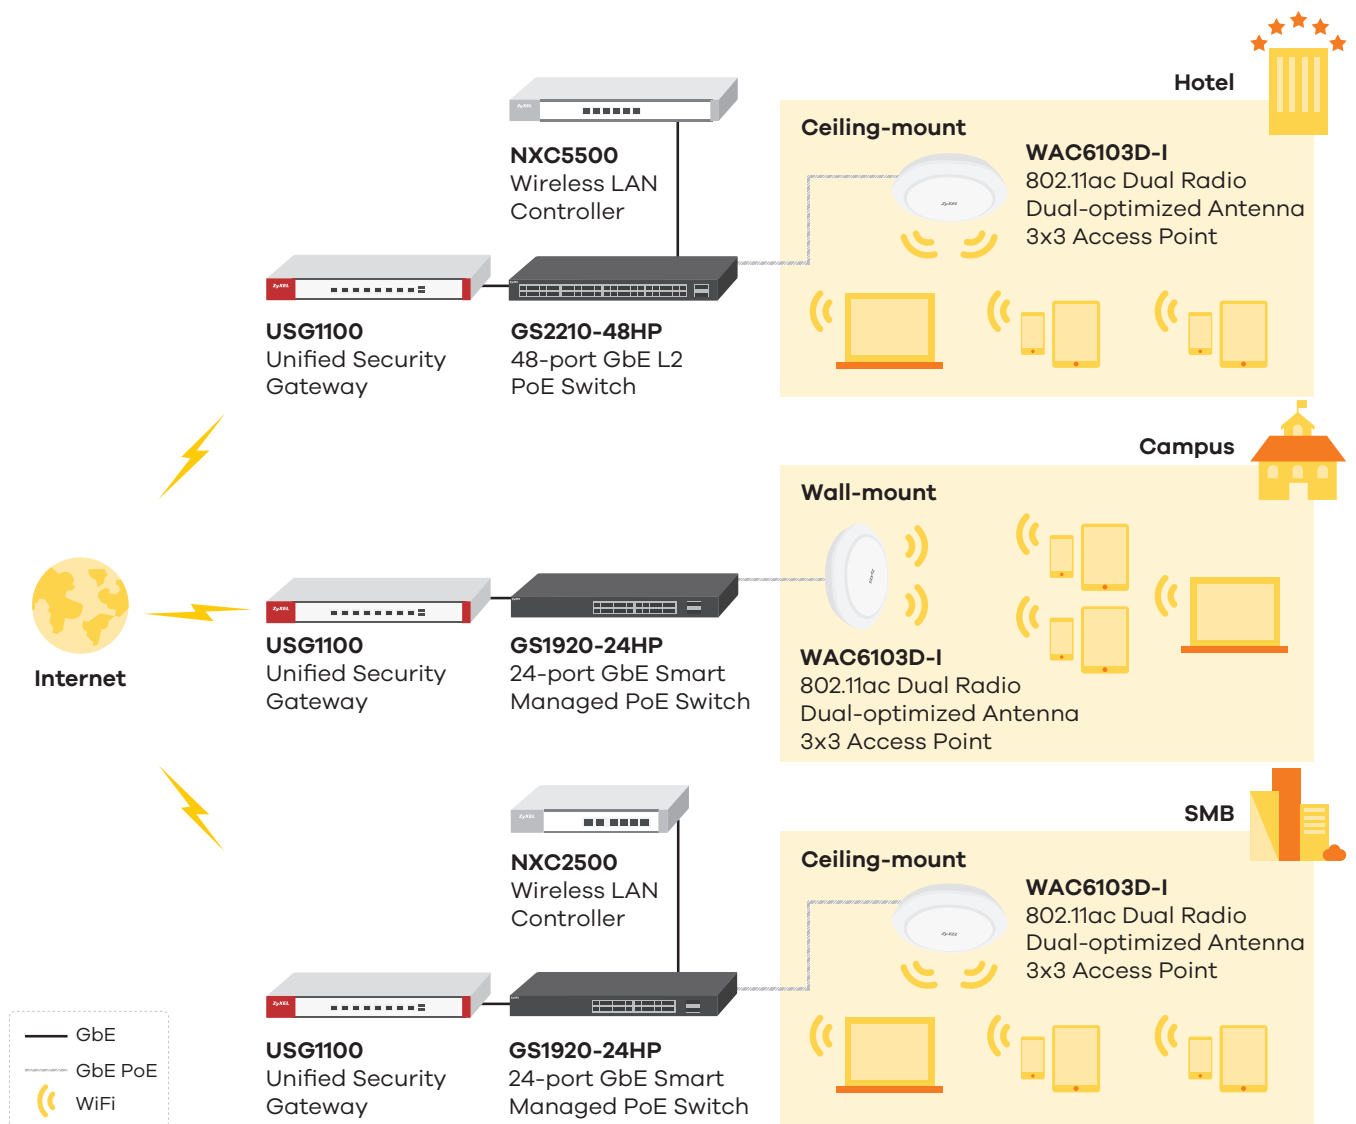 Hotel
NXC5500
Wireless LAN
Controller
Ceiling-mount
WAC6103D-I
802.11ac Dual Radio
Dual-optimized Antenna
3x3 Access Point
ZyXEL
USG1100
Unified Security
Gateway
GS2210-48HP
48-port GbE L2
PoE Switch
Campus
Wall-mount
WAC6103D-I
802.11ac Dual Radio
Dual-optimized Antenna
3x3 Access Point
Internet
ZyXEL
USG1100
Unified Security
Gateway
GS1920-24HP
24-port GbE Smart
Managed PoE Switch
SMB
ZyXEL
NXC2500
Wireless LAN
Controller
Ceiling-mount
WAC6103D-I
802.11ac Dual Radio
Dual-optimized Antenna
3x3 Access Point
ZyXEL
USG1100
Unified Security
Gateway
GS1920-24HP
24-port GbE Smart
Managed PoE Switch
GbE
GbE PoE
WiFi